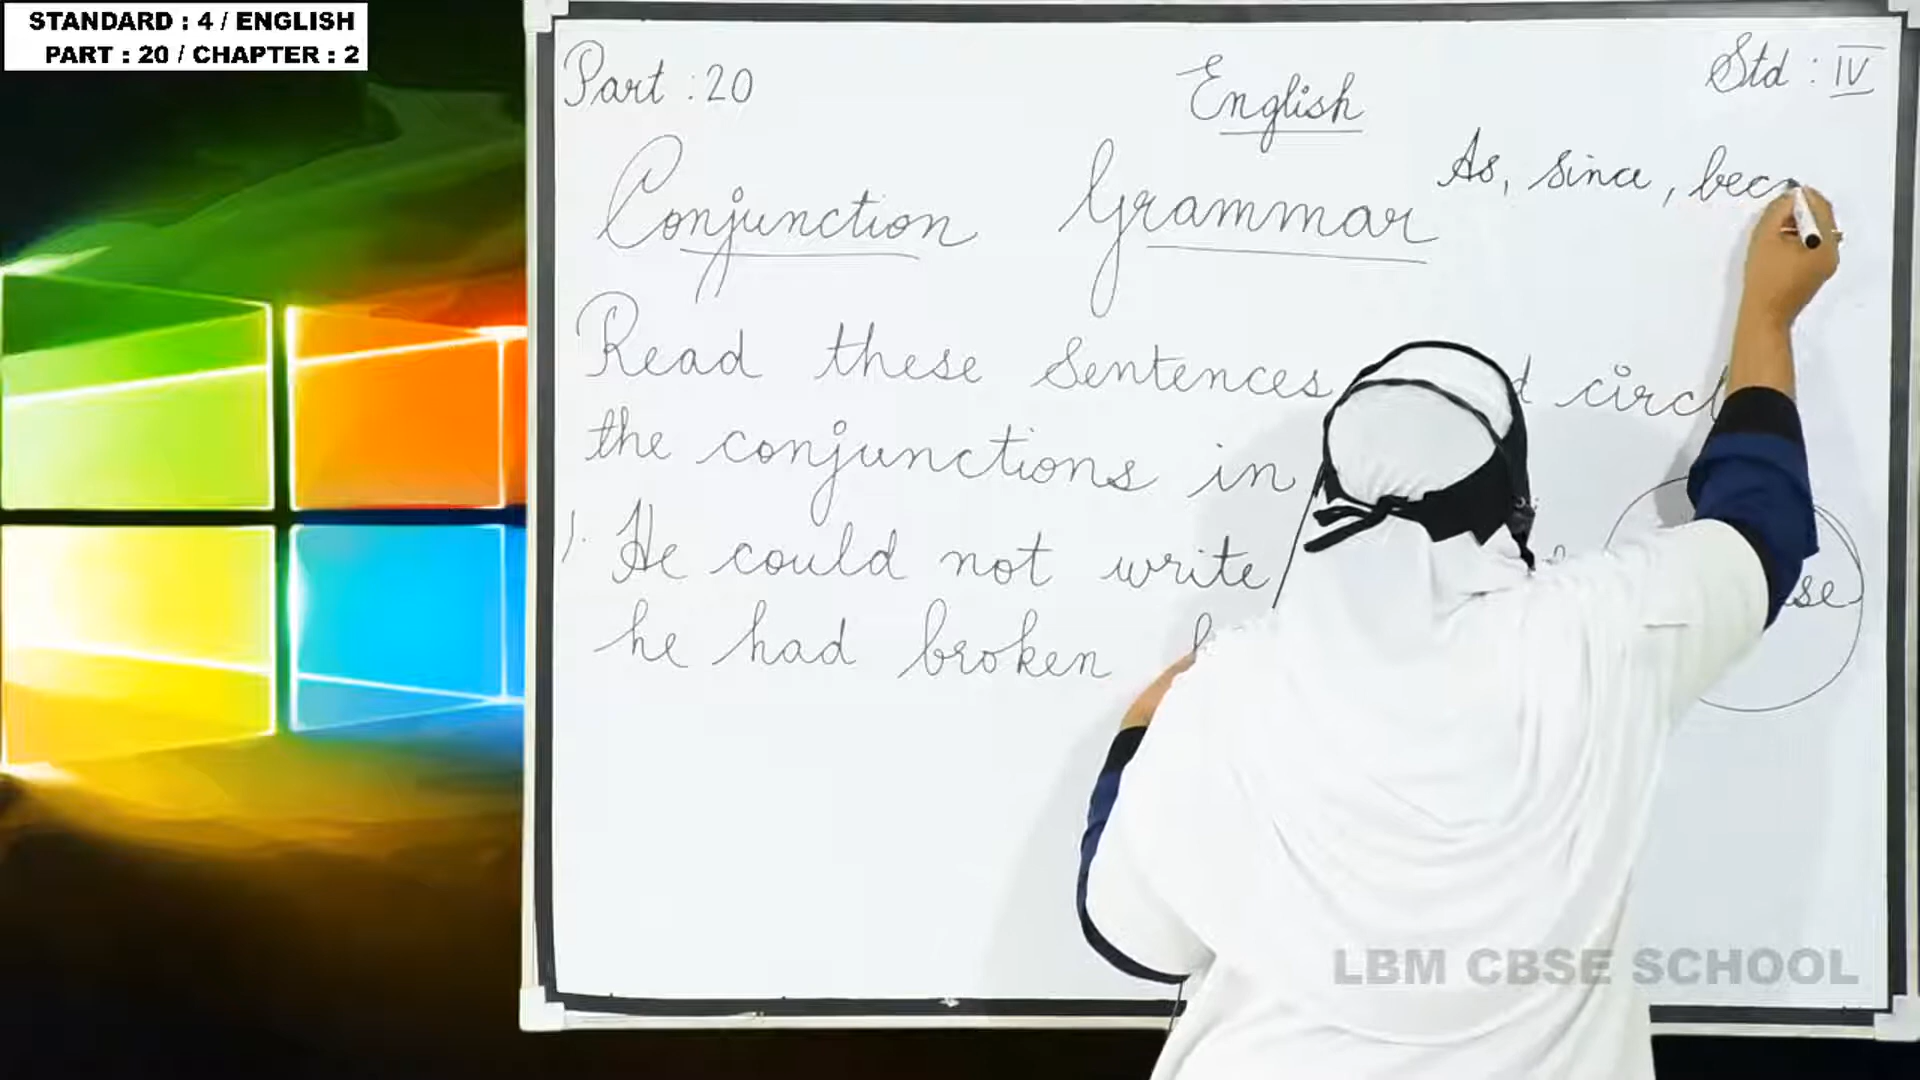 STANDARD : 4 / ENGLISH
PART : 20 / CHAPTER : 2
Part : 20
English
Std : IV
Conjunction Grammar
As, since, bec
Read these Sentences
the conjunctions in
1. He could not write
he had broken
LBM CBSE SCHOOL